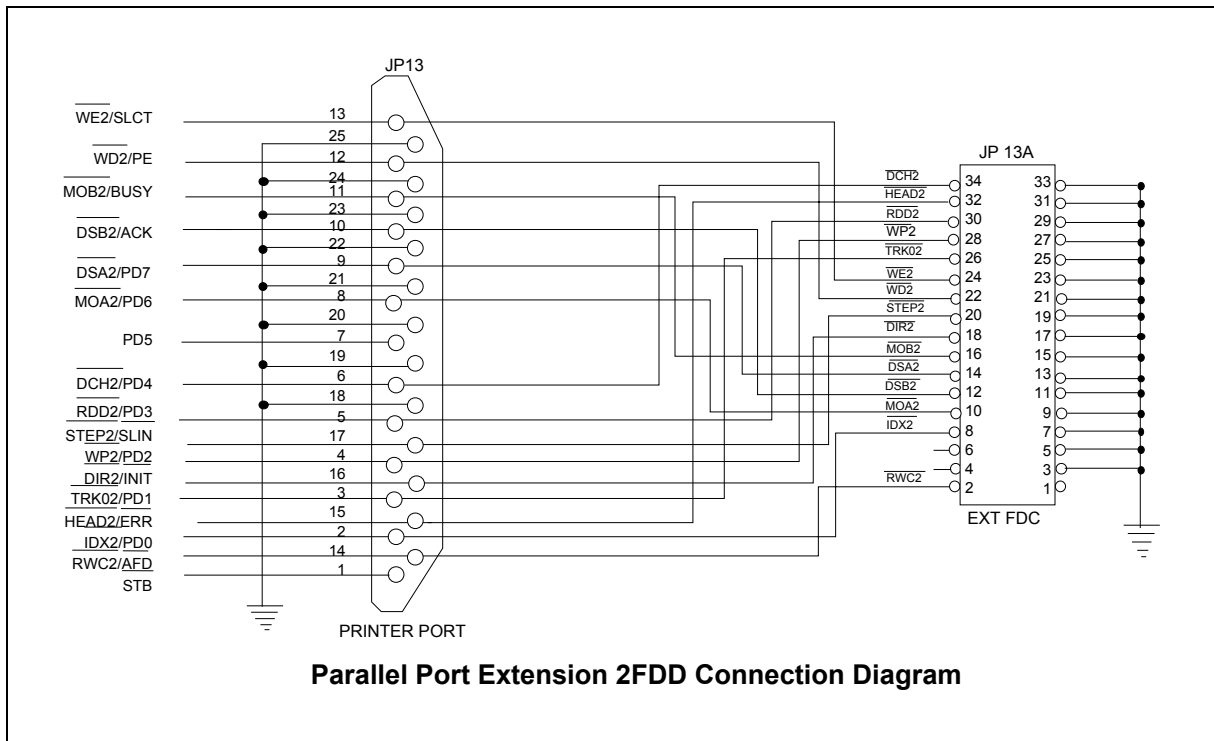 JP13
WE2/SLCT 13
25
WD2/PE 12
24
MOB2/BUSY 11
23
DSB2/ACK 10
22
DSA2/PD7 9
21
MOA2/PD6 8
20
PD5 7
19
DCH2/PD4 6
18
RDD2/PD3 5
STEP2/SLIN 17
WP2/PD2 4
DIR2/INIT 16
TRK02/PD1 3
HEAD2/ERR 15
IDX2/PD0 2
RWC2/AFD 14
STB 1
PRINTER PORT
JP 13A
DCH2 34 33
HEAD2 32 31
RDD2 30 29
WP2 28 27
TRK02 26 25
WE2 24 23
WD2 22 21
STEP2 20 19
DIR2 18 17
MOB2 16 15
DSA2 14 13
DSB2 12 11
MOA2 10 9
IDX2 8 7
6 5
4 3
RWC2 2 1
EXT FDC
Parallel Port Extension 2FDD Connection Diagram